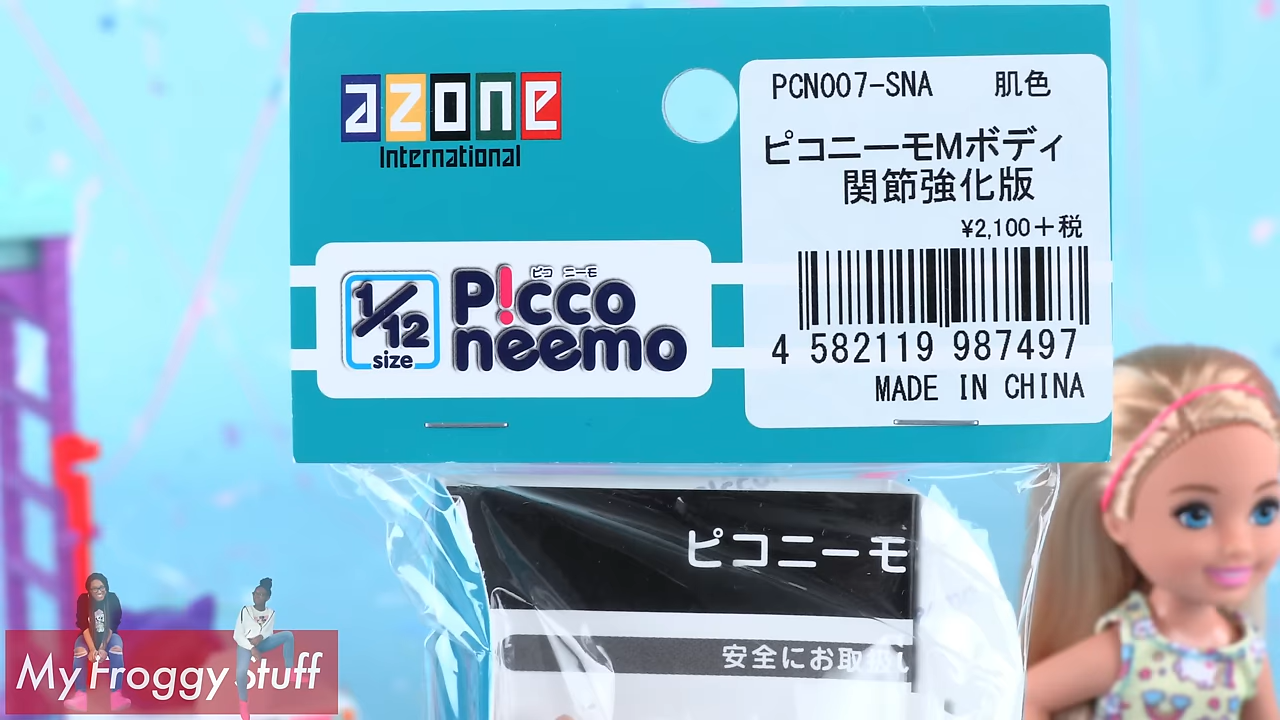 azone
International
PCN007-SNA 肌色
ピコニーモMボディ
関節強化版
¥2,100+税
4 582119 987497
MADE IN CHINA
1/12
size
ピコ ニーモ
P!cco
neemo
ピコニーモ
安全にお取扱い
My Froggy Stuff